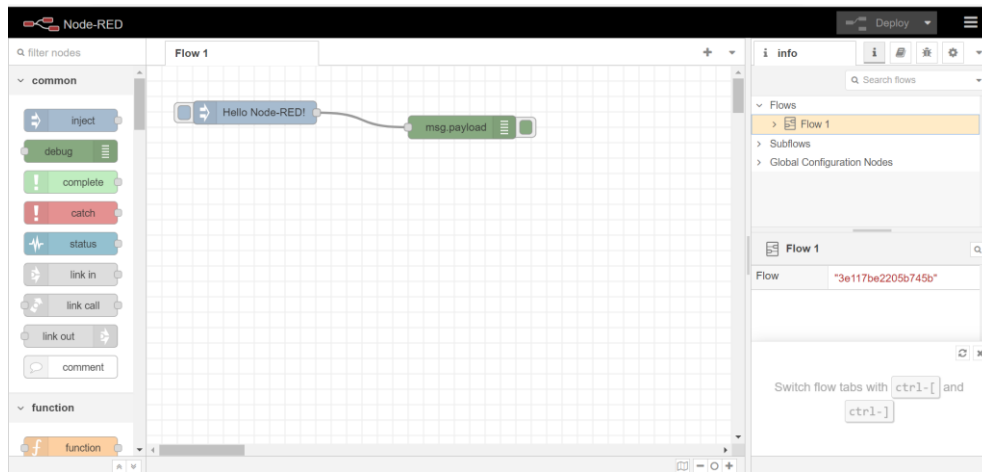 Node-RED
Deploy
filter nodes
common
inject
debug
complete
catch
status
link in
link call
link out
comment
function
function
Flow 1
Hello Node-RED!
msg.payload
i info
i
Search flows
Flows
Flow 1
Subflows
Global Configuration Nodes
Flow 1
Flow "3e117be2205b745b"
Switch flow tabs with ctrl-[ and
ctrl-]